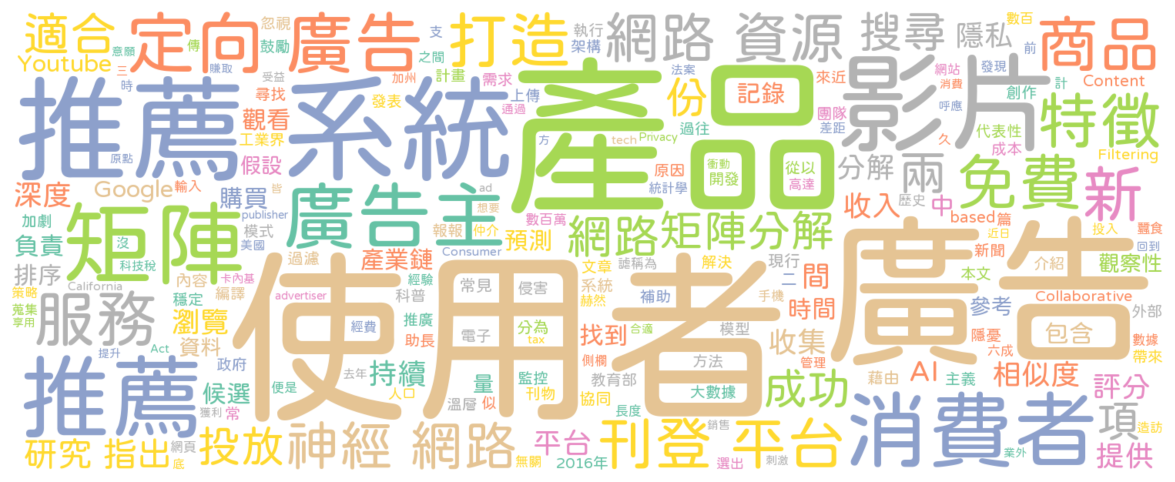 適合 定向 廣告 忽視 鼓勵 傳 支 之間 打造 執行 架構 網路 資源 搜尋 隱私 數百 前 商品
Youtube 意願 三 時 賺取 受益 加州 計畫 需求 上傳 通過 法案 來近 網站 消費 發現 計 Content
推薦 系統 產品 份 記錄 影片 創作 特徵
尋找 發表 觀看 工業界 假設 原點 方 tech Privacy 過往 團隊 差距 呼應 久 代表性 成本 Filtering
深度 Google 輸入 購買 皆 ad 想要 原因 統計學 衝動 開發 從以 高達 分解 兩 免費 新
加劇 矩陣 publisher 模式 美國 廣告主 數百萬 網路 矩陣分解 收入 歷史 中 based 篇 近日 投入 蠶食
負責 沒 科技稅 過濾 產業鏈 報報 仲介 預測 Consumer 文章 謔稱為 解決 現行 間 新聞 介紹 回到 觀察性
排序 內容 編譯 卡內基 經驗 科普 常見 侵害 系統 赫然 二 手機 本文
策略 California 穩定 使用者 廣告 Collaborative
蒐集 享用 服務 瀏覽 資料 advertiser 經費 推廣 助長 電子 分為 tax 合適 補助 找到 模型 時間 參考 包含 外部
提升 Act 政府 便是 側欄 方法 管理 收集 隱憂 六成 數據 帶來
推薦 候選 去年 人口 持續 量 監控 刊物 教育部 大數據 成功 藉由 AI 主義 相似度 評分
獲利 常 溫層 似 協同 長度 銷售 消費者 項 造訪
研究 指出 網頁 底 投放 神經 網路 無關 平台 2016年 刊登 選出 平台 刺激 業外 提供